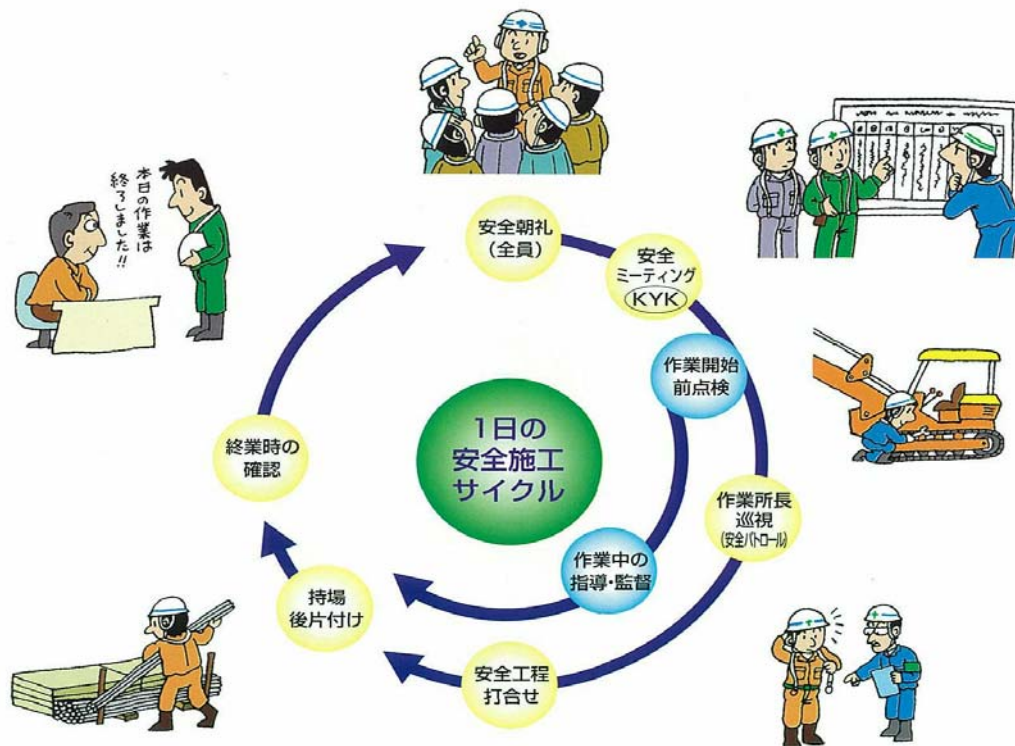 安全朝礼
(全員)
安全
ミーティング
KYK
作業開始
前点検
作業所長
巡視
(安全パトロール)
作業中の
指導・監督
安全工程
打合せ
持場
後片付け
終業時の
確認
1日の
安全施工
サイクル
本日の作業は
終了しました!!